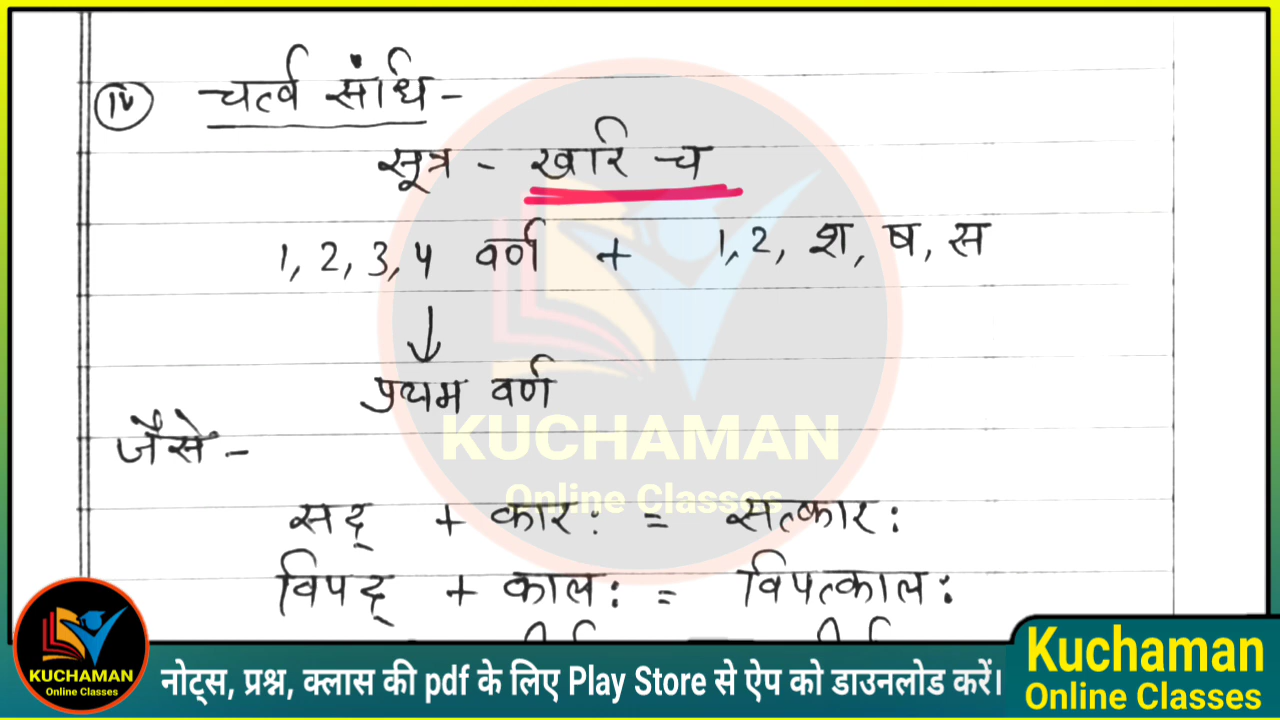 IV चर्त्व संधि -
सूत्र - खरि च
1, 2, 3, 4 वर्ण + 1, 2, श, ष, स
↓
प्रथम वर्ण
जैसे -
सद् + कार: = सत्कार:
विपद् + काल: = विपत्काल:
KUCHAMAN
Online Classes
KUCHAMAN
Online Classes
नोट्स, प्रश्न, क्लास की pdf के लिए Play Store से ऐप को डाउनलोड करें।
Kuchaman
Online Classes